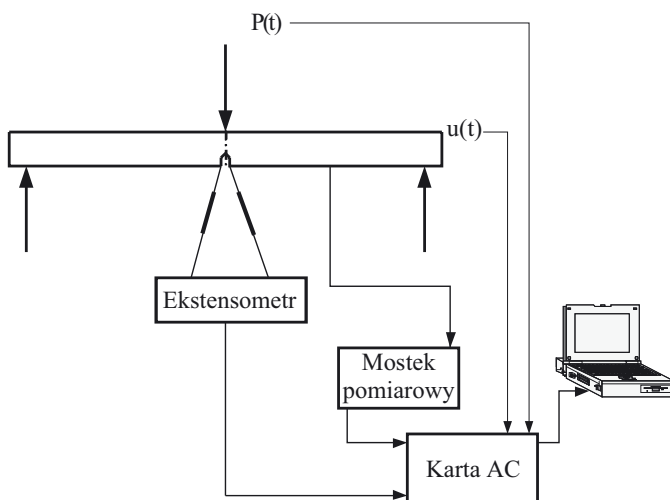 P(t)
u(t)
Ekstensometr
Mostek
pomiarowy
Karta AC